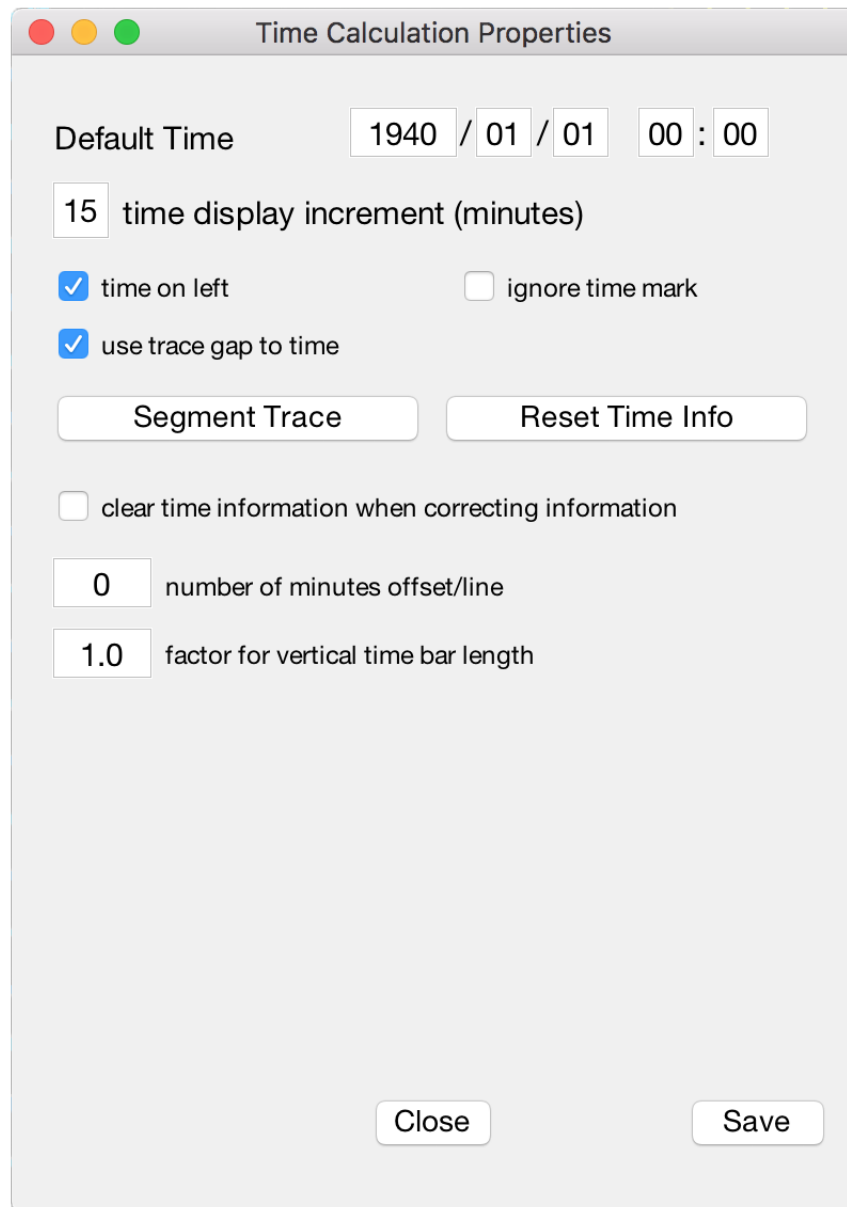 Time Calculation Properties
Default Time 1940 / 01 / 01 00 : 00
15 time display increment (minutes)
time on left ignore time mark
use trace gap to time
Segment Trace Reset Time Info
clear time information when correcting information
0 number of minutes offset/line
1.0 factor for vertical time bar length
Close Save